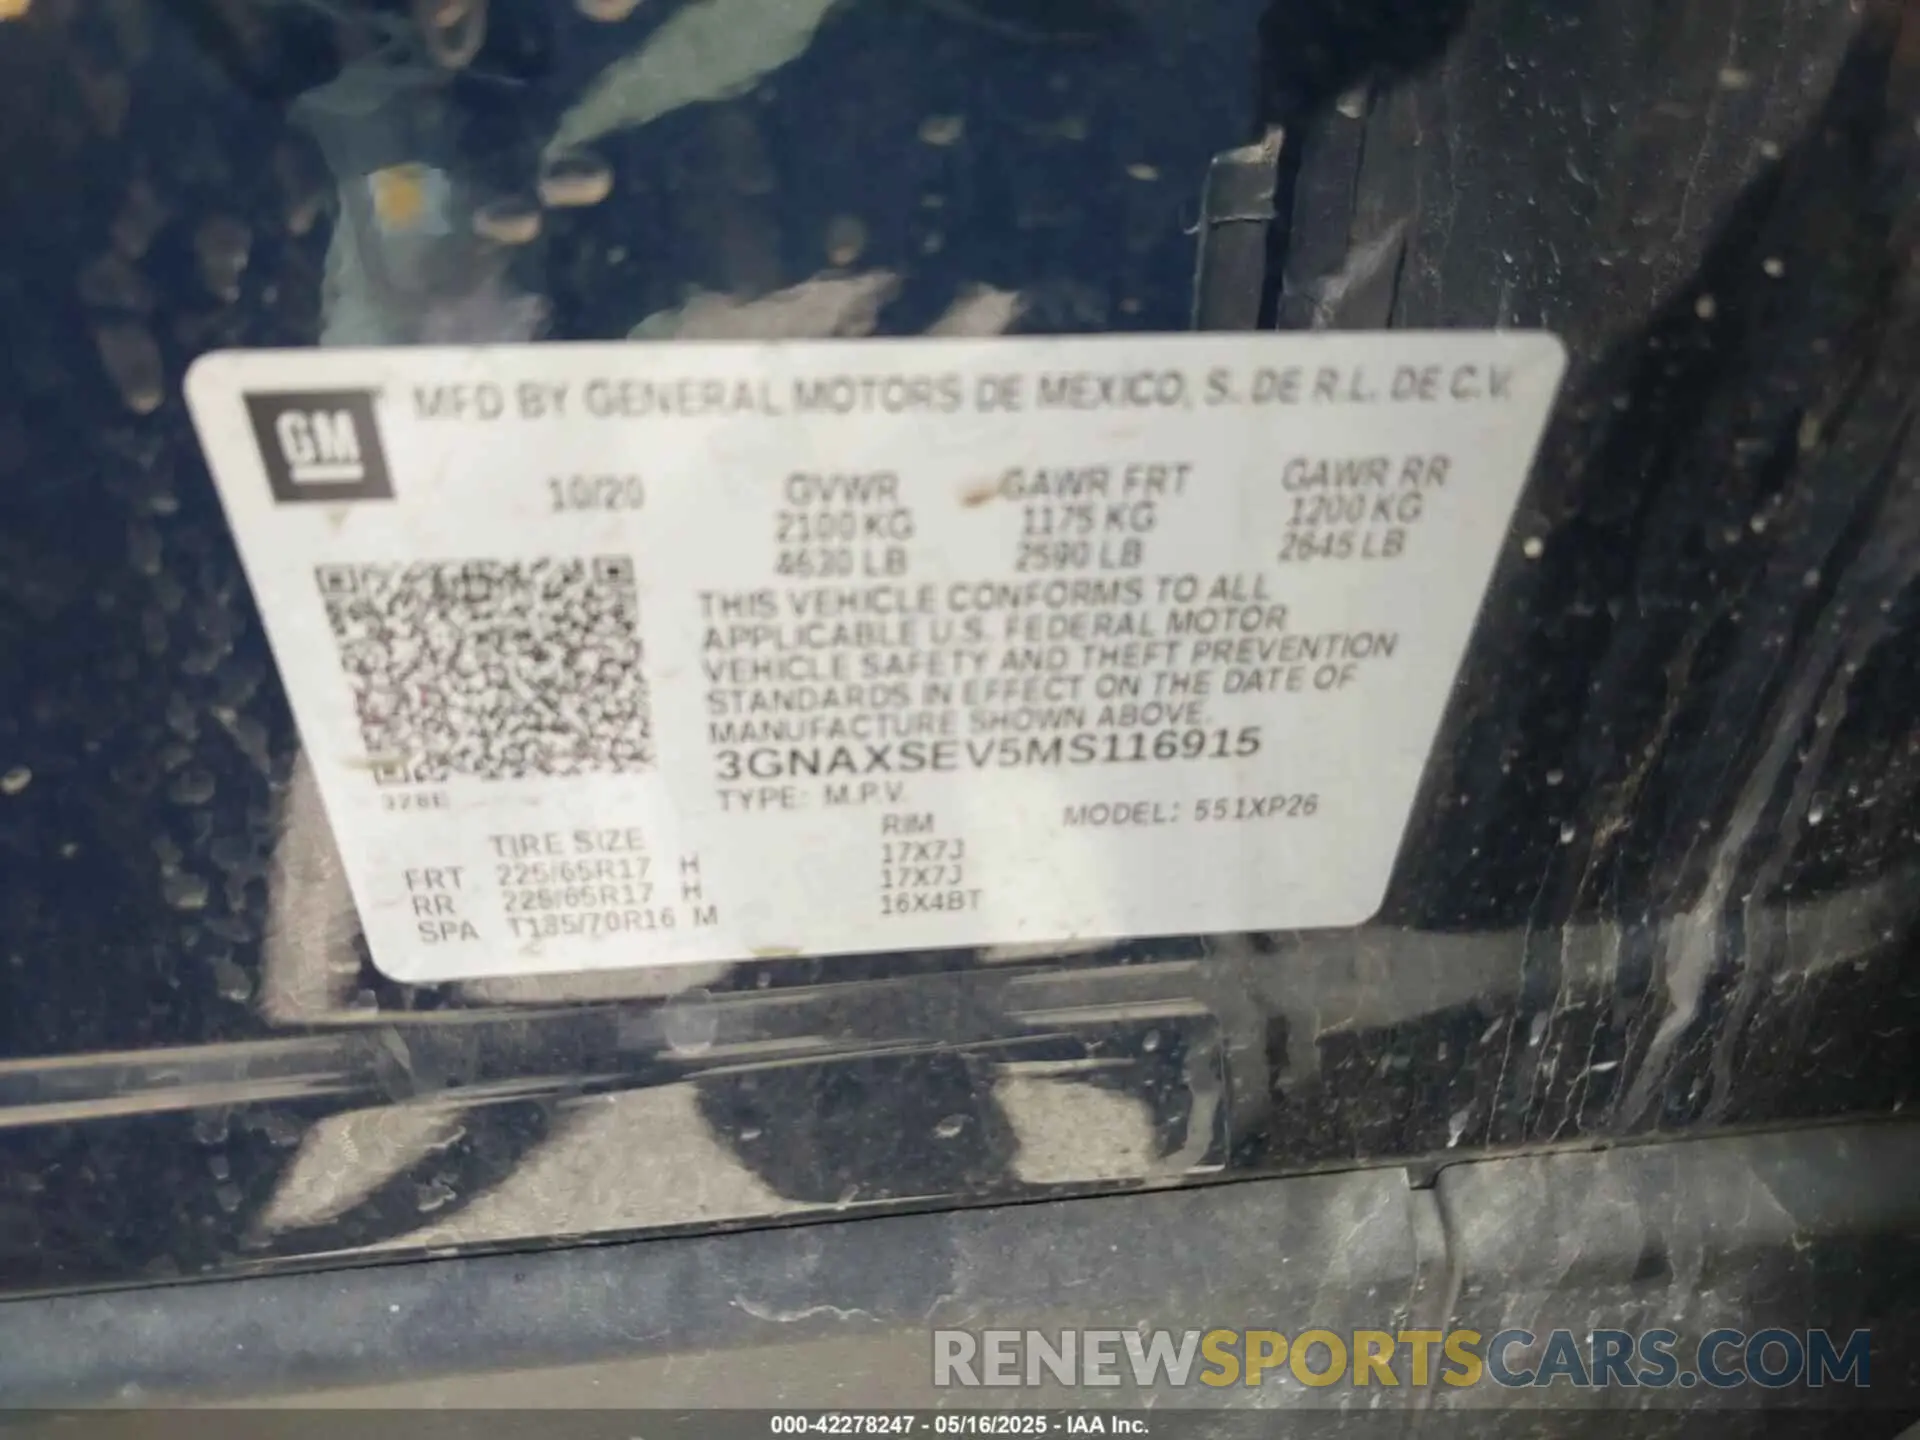 GM
MFD BY GENERAL MOTORS DE MEXICO, S. DE R.L. DE C.V.
10/20 GVWR GAWR FRT GAWR RR
2100 KG 1175 KG 1200 KG
4630 LB 2590 LB 2645 LB
THIS VEHICLE CONFORMS TO ALL
APPLICABLE U.S. FEDERAL MOTOR
VEHICLE SAFETY AND THEFT PREVENTION
STANDARDS IN EFFECT ON THE DATE OF
MANUFACTURE SHOWN ABOVE.
3GNAXSEV5MS116915
TYPE: M.P.V. MODEL: 551XP26
TIRE SIZE RIM
FRT 225/65R17 H 17X7J
RR 225/65R17 H 17X7J
SPA T135/70R16 M 16X4BT
RENEWSPORTSCARS.COM
000-42278247 - 05/16/2025 - IAA Inc.